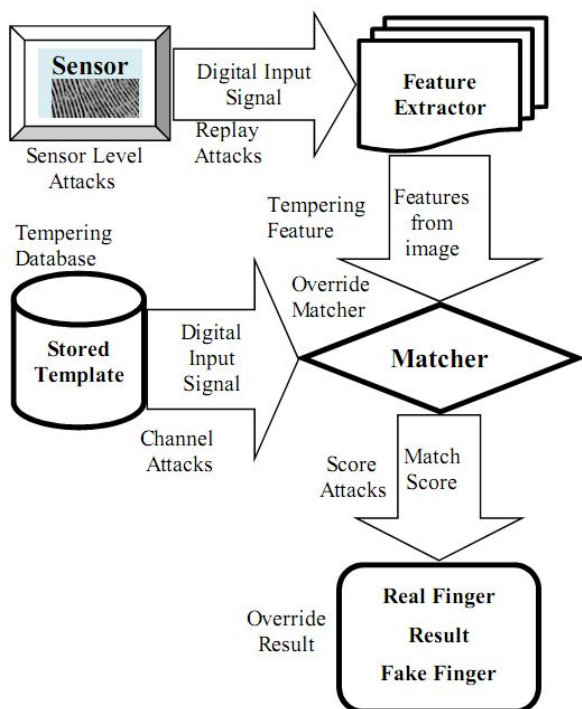 Sensor
Sensor Level
Attacks
Digital Input
Signal
Replay
Attacks
Feature
Extractor
Tempering
Feature
Features
from
image
Tempering
Database
Stored
Template
Digital
Input
Signal
Channel
Attacks
Override
Matcher
Matcher
Score
Attacks
Match
Score
Override
Result
Real Finger
Result
Fake Finger